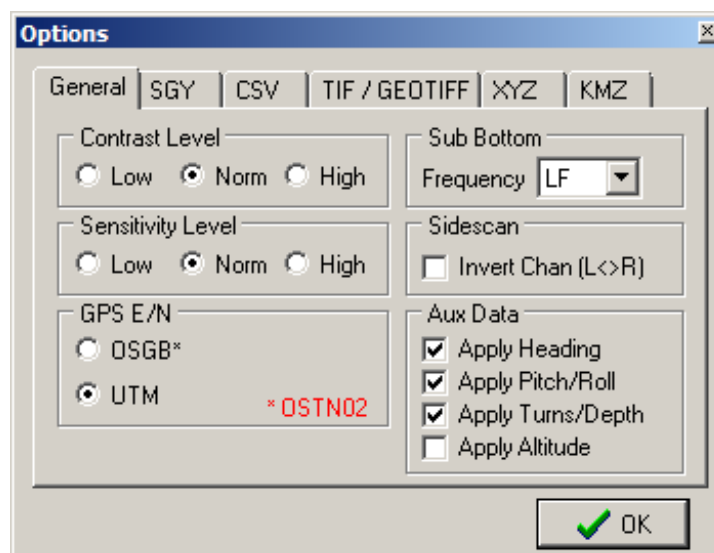 Options
General SGY CSV TIF / GEOTIFF XYZ KMZ
Contrast Level
Low Norm High
Sub Bottom
Frequency LF
Sensitivity Level
Low Norm High
Sidescan
Invert Chan (L<>R)
GPS E/N
OSGB*
UTM
* OSTN02
Aux Data
Apply Heading
Apply Pitch/Roll
Apply Turns/Depth
Apply Altitude
OK